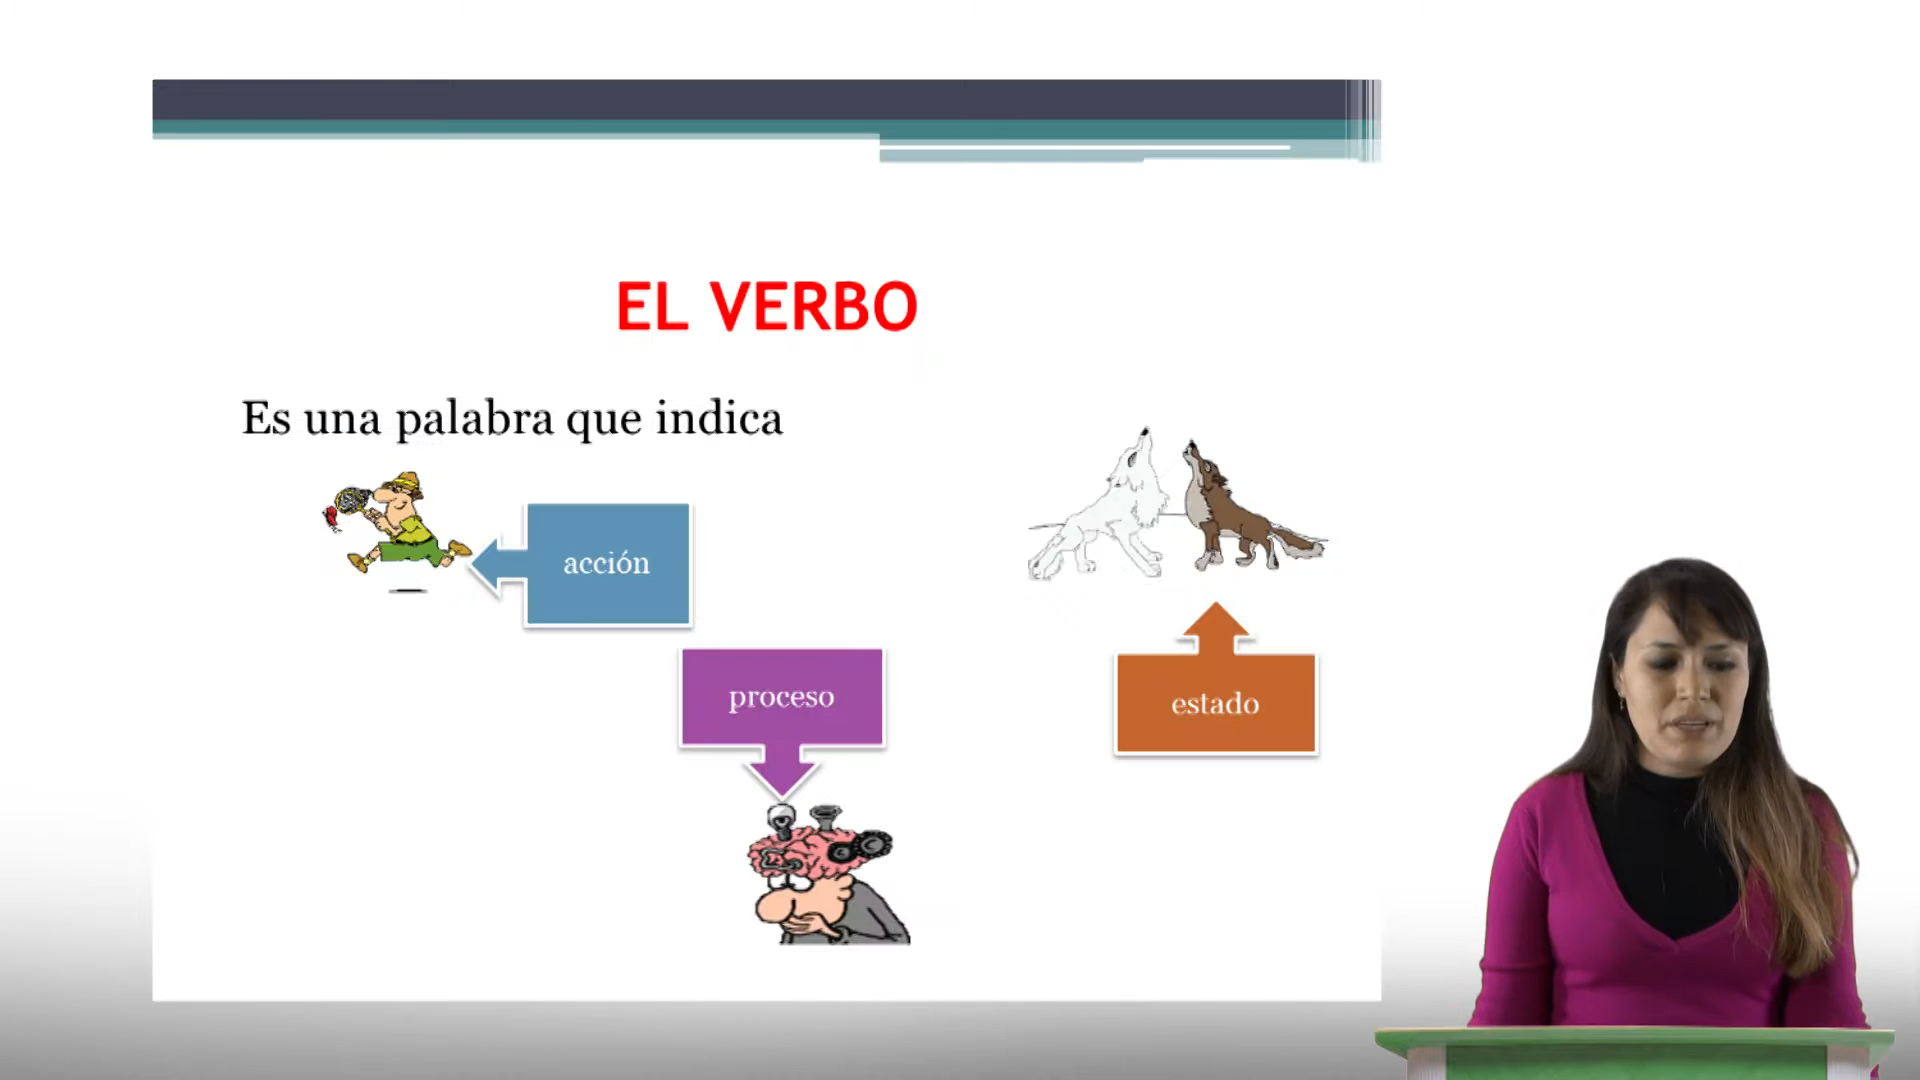 EL VERBO
Es una palabra que indica
acción
proceso
estado